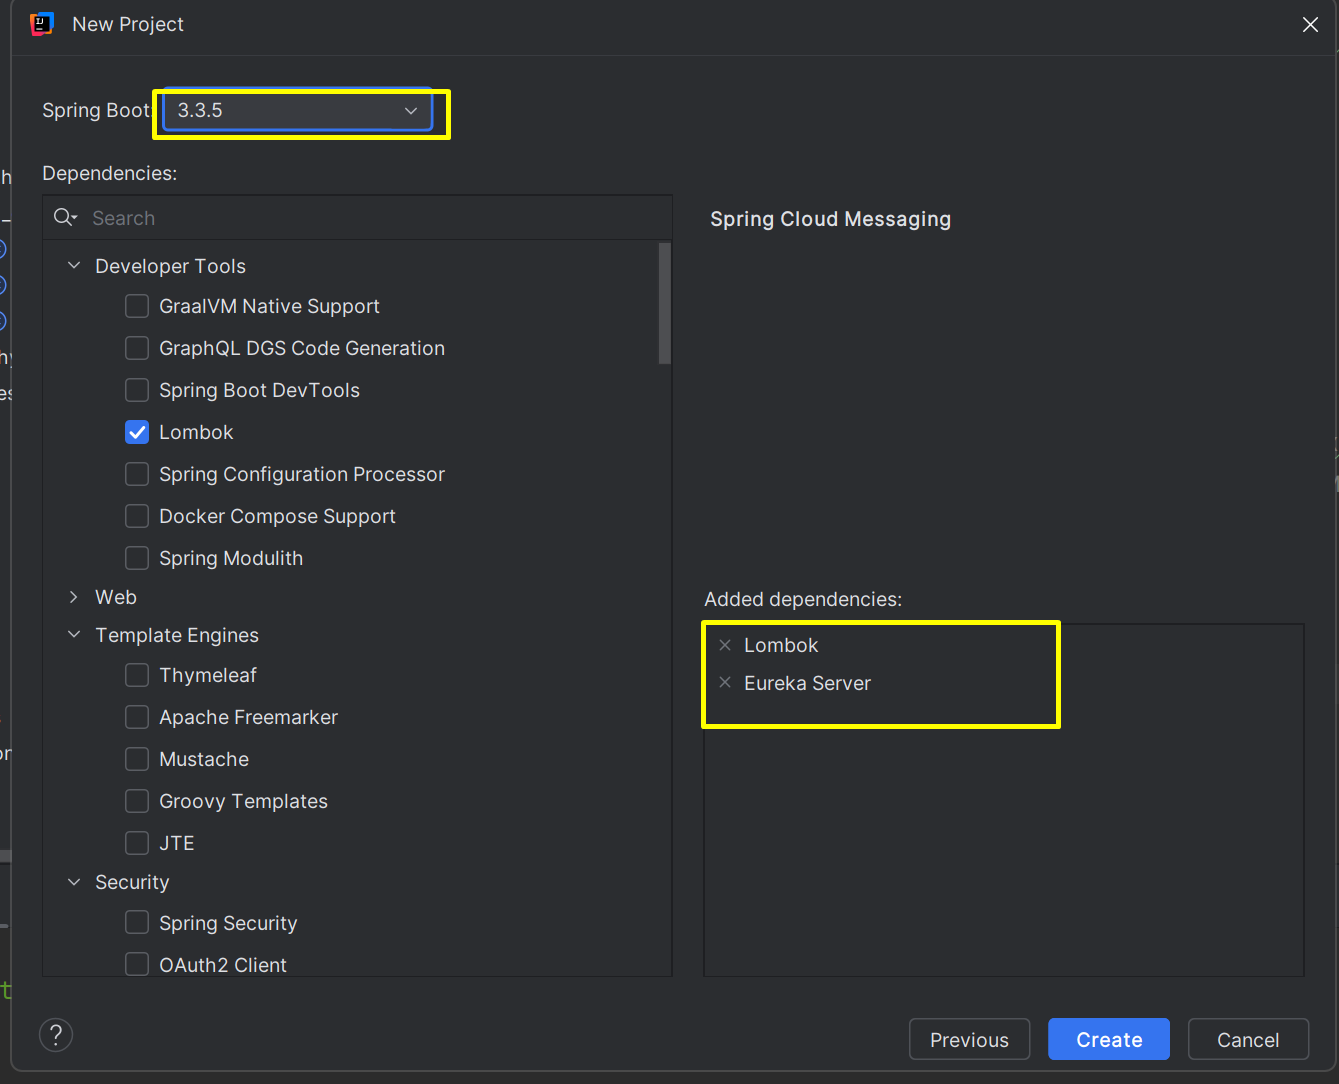 New Project
Spring Boot: 3.3.5
Dependencies:
Search
Developer Tools
GraalVM Native Support
GraphQL DGS Code Generation
Spring Boot DevTools
Lombok
Spring Configuration Processor
Docker Compose Support
Spring Modulith
Web
Template Engines
Thymeleaf
Apache Freemarker
Mustache
Groovy Templates
JTE
Security
Spring Security
OAuth2 Client
Spring Cloud Messaging
Added dependencies:
Lombok
Eureka Server
?
Previous
Create
Cancel